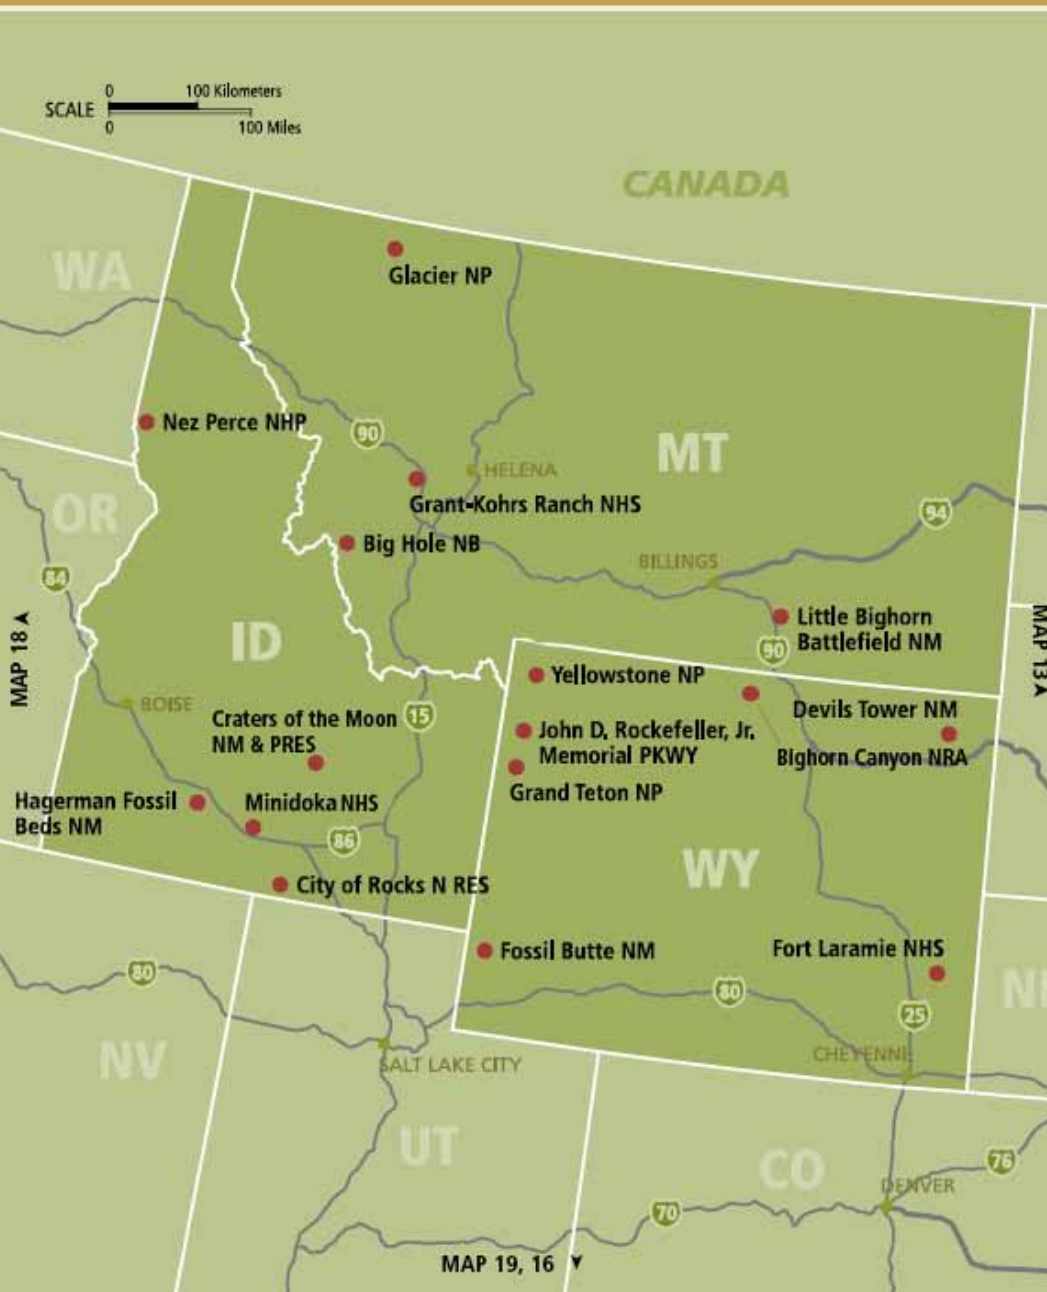 0 100 Kilometers
SCALE
0 100 Miles
CANADA
WA
Glacier NP
Nez Perce NHP
90
MT
HELENA
OR
Grant-Kohrs Ranch NHS
94
Big Hole NB
BILLINGS
84
Little Bighorn
Battlefield NM
MAP 18
MAP 13
ID
90
Yellowstone NP
BOISE
Craters of the Moon
NM & PRES
15
Devils Tower NM
John D. Rockefeller, Jr.
Memorial PKWY
Bighorn Canyon NRA
Grand Teton NP
Hagerman Fossil
Beds NM
Minidoka NHS
86
WY
City of Rocks N RES
Fossil Butte NM
Fort Laramie NHS
80
80
NE
25
NV
CHEYENNE
SALT LAKE CITY
UT
CO
76
DENVER
70
MAP 19, 16